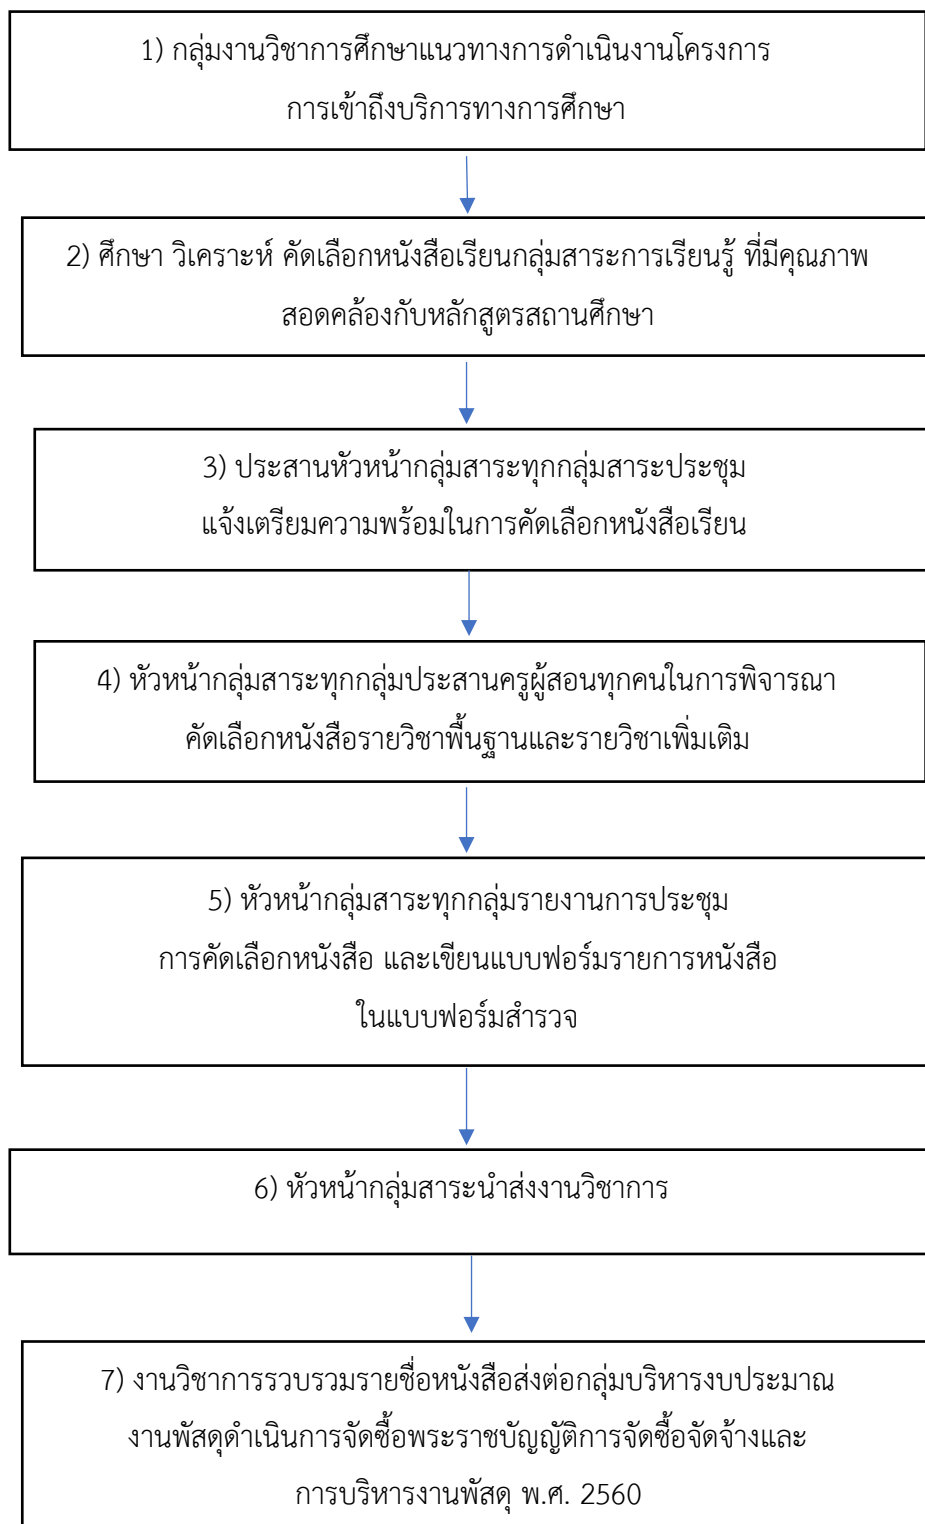 1) กลุ่มงานวิชาการศึกษาแนวทางการดำเนินงานโครงการ
การเข้าถึงบริการทางการศึกษา
2) ศึกษา วิเคราะห์ คัดเลือกหนังสือเรียนกลุ่มสาระการเรียนรู้ ที่มีคุณภาพ
สอดคล้องกับหลักสูตรสถานศึกษา
3) ประสานหัวหน้ากลุ่มสาระทุกกลุ่มสาระประชุม
แจ้งเตรียมความพร้อมในการคัดเลือกหนังสือเรียน
4) หัวหน้ากลุ่มสาระทุกกลุ่มประสานครูผู้สอนทุกคนในการพิจารณา
คัดเลือกหนังสือรายวิชาพื้นฐานและรายวิชาเพิ่มเติม
5) หัวหน้ากลุ่มสาระทุกกลุ่มรายงานการประชุม
การคัดเลือกหนังสือ และเขียนแบบฟอร์มรายการหนังสือ
ในแบบฟอร์มสำรวจ
6) หัวหน้ากลุ่มสาระนำส่งงานวิชาการ
7) งานวิชาการรวบรวมรายชื่อหนังสือส่งต่อกลุ่มบริหารงบประมาณ
งานพัสดุดำเนินการจัดซื้อพระราชบัญญัติการจัดซื้อจัดจ้างและ
การบริหารงานพัสดุ พ.ศ. 2560